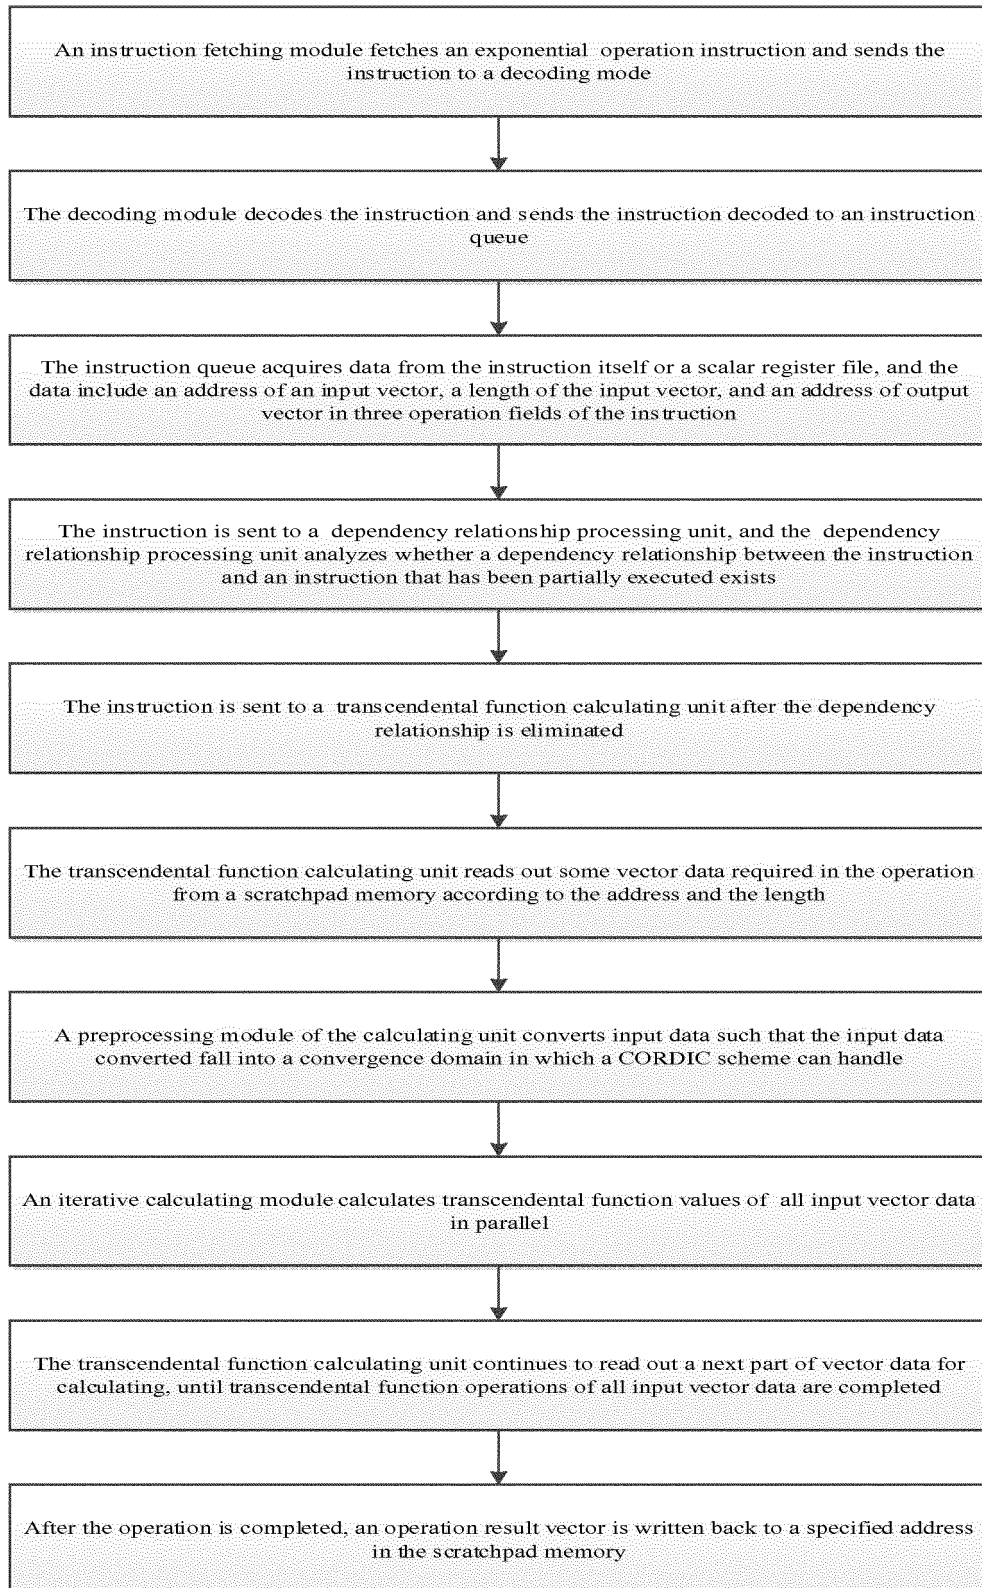 An instruction fetching module fetches an exponential operation instruction and sends the
instruction to a decoding mode
The decoding module decodes the instruction and sends the instruction decoded to an instruction
queue
The instruction queue acquires data from the instruction itself or a scalar register file, and the
data include an address of an input vector, a length of the input vector, and an address of output
vector in three operation fields of the instruction
The instruction is sent to a dependency relationship processing unit, and the dependency
relationship processing unit analyzes whether a dependency relationship between the instruction
and an instruction that has been partially executed exists
The instruction is sent to a transcendental function calculating unit after the dependency
relationship is eliminated
The transcendental function calculating unit reads out some vector data required in the operation
from a scratchpad memory according to the address and the length
A preprocessing module of the calculating unit converts input data such that the input data
converted fall into a convergence domain in which a CORDIC scheme can handle
An iterative calculating module calculates transcendental function values of all input vector data
in parallel
The transcendental function calculating unit continues to read out a next part of vector data for
calculating, until transcendental function operations of all input vector data are completed
After the operation is completed, an operation result vector is written back to a specified address
in the scratchpad memory